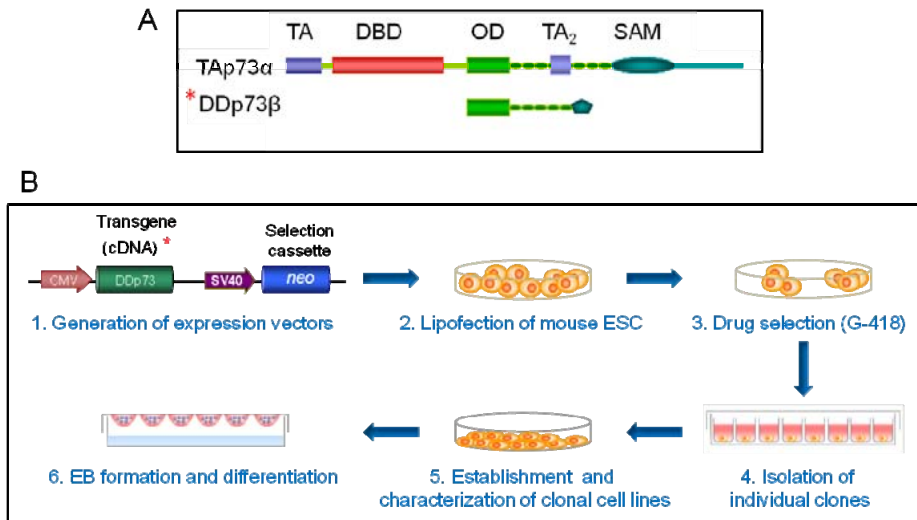 A
TA DBD OD TA₂ SAM
TAp73α
* DDp73β
B
Transgene
(cDNA) *
Selection
cassette
CMV DDp73 SV40 neo
1. Generation of expression vectors
2. Lipofection of mouse ESC
3. Drug selection (G-418)
6. EB formation and differentiation
5. Establishment and
characterization of clonal cell lines
4. Isolation of
individual clones